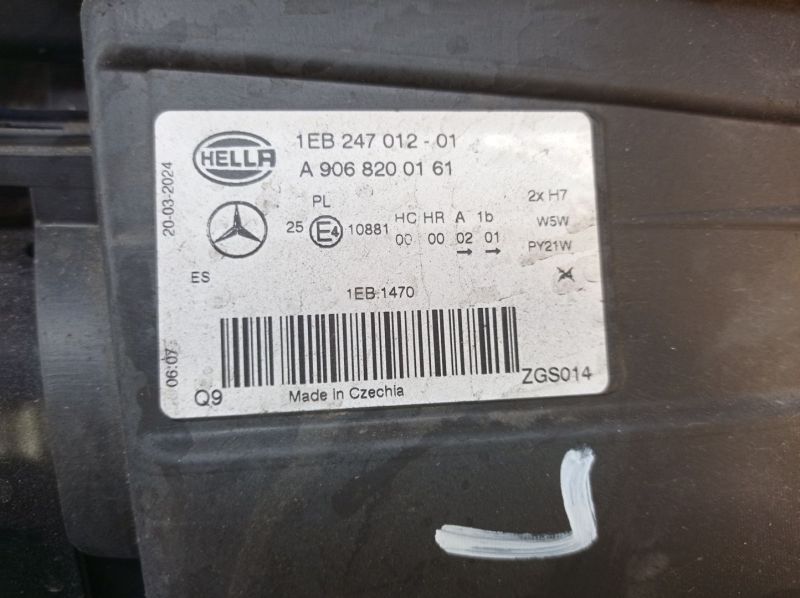 HELLA
1EB 247 012 - 01
A 906 820 01 61
20-03-2024
PL
25 E4 10881
HC HR A 1b
00 00 02 01
2x H7
W5W
PY21W
ES
1EB.1470
06:07
Q9
Made in Czechia
ZGS014